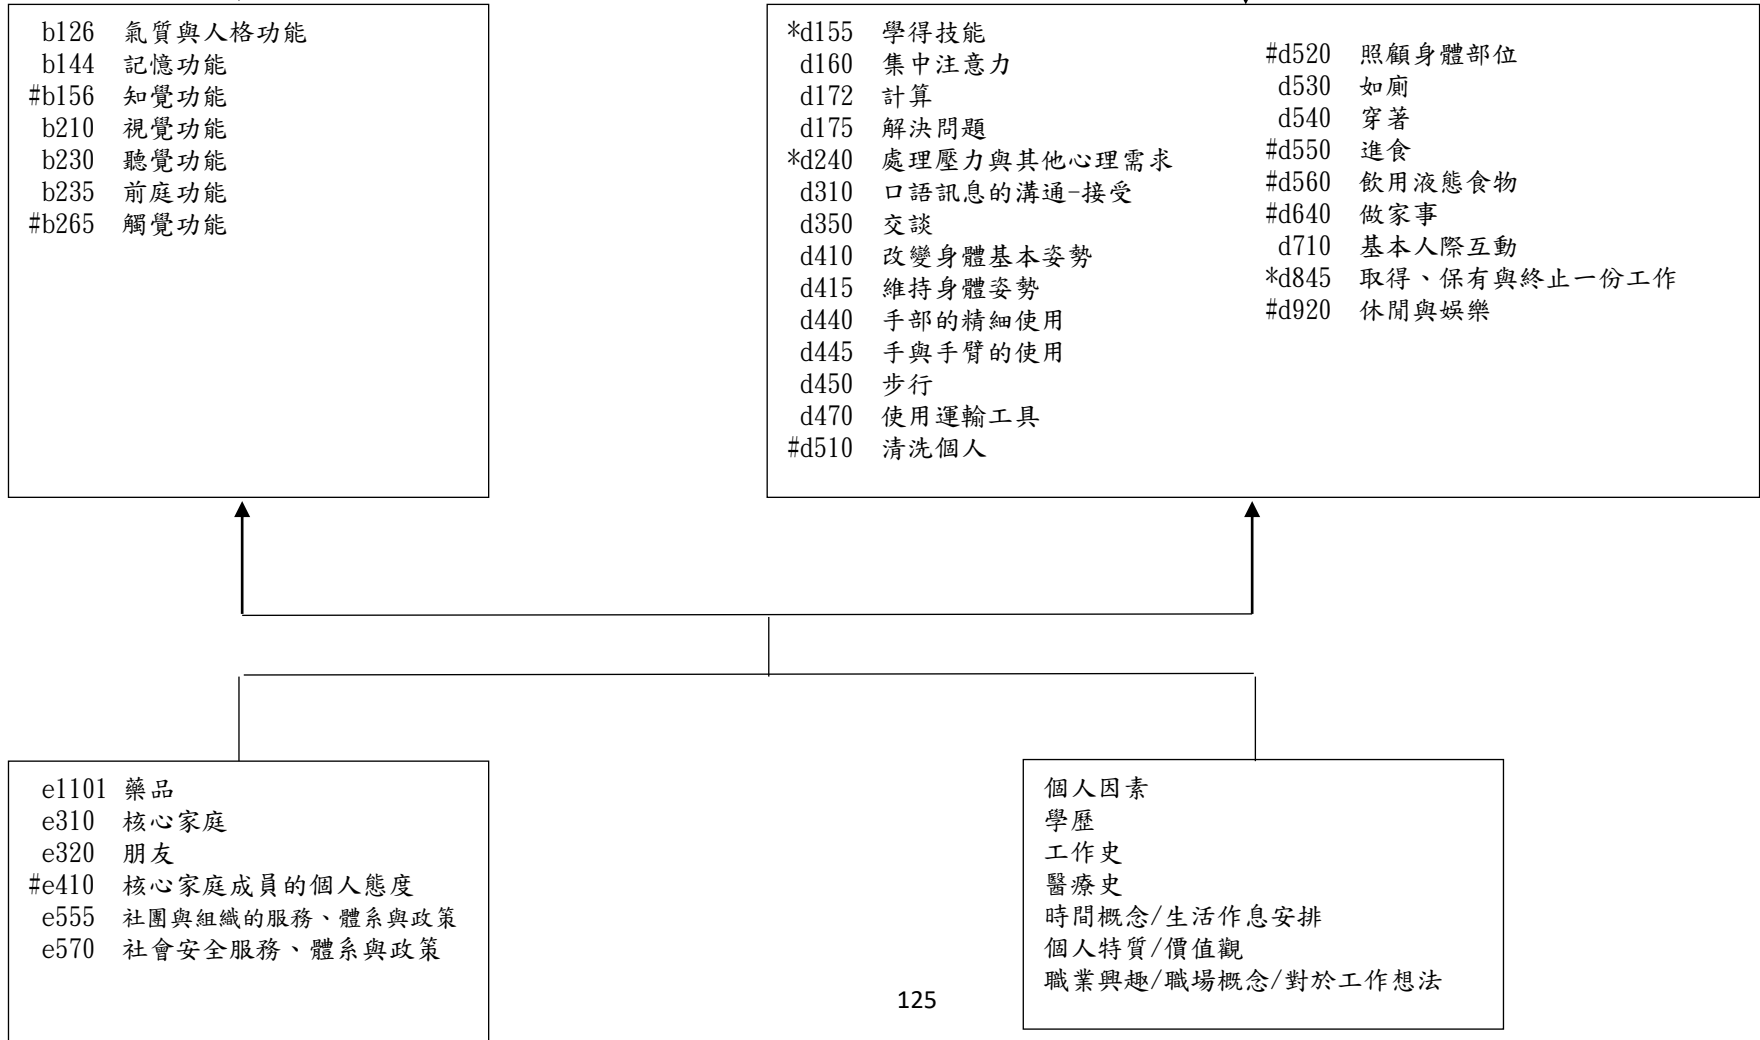 b126 氣質與人格功能
b144 記憶功能
#b156 知覺功能
b210 視覺功能
b230 聽覺功能
b235 前庭功能
#b265 觸覺功能
*d155 學得技能
d160 集中注意力
d172 計算
d175 解決問題
*d240 處理壓力與其他心理需求
d310 口語訊息的溝通-接受
d350 交談
d410 改變身體基本姿勢
d415 維持身體姿勢
d440 手部的精細使用
d445 手與手臂的使用
d450 步行
d470 使用運輸工具
#d510 清洗個人
#d520 照顧身體部位
d530 如廁
d540 穿著
#d550 進食
#d560 飲用液態食物
#d640 做家事
d710 基本人際互動
*d845 取得、保有與終止一份工作
#d920 休閒與娛樂
e1101 藥品
e310 核心家庭
e320 朋友
#e410 核心家庭成員的個人態度
e555 社團與組織的服務、體系與政策
e570 社會安全服務、體系與政策
個人因素
學歷
工作史
醫療史
時間概念/生活作息安排
個人特質/價值觀
職業興趣/職場概念/對於工作想法
125